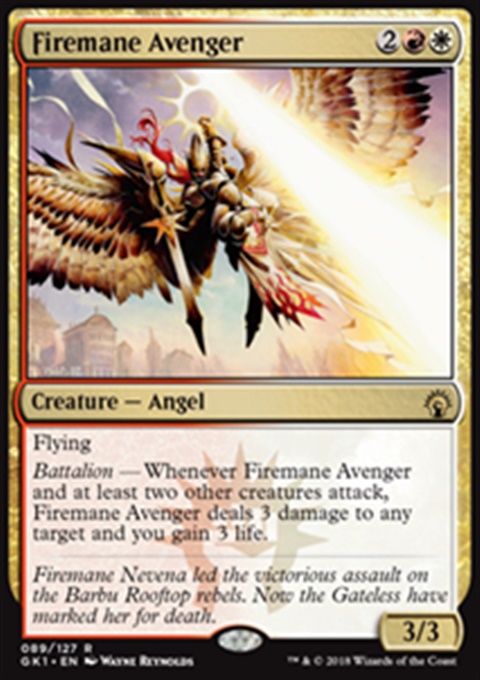 Firemane Avenger 2
Creature — Angel
Flying
Battalion — Whenever Firemane Avenger
and at least two other creatures attack,
Firemane Avenger deals 3 damage to any
target and you gain 3 life.
Firemane Nevena led the victorious assault on
the Barbu Rooftop rebels. Now the Gateless have
marked her for death.
3/3
089/127 R
GK1 • EN Wayne Reynolds
™ & © 2018 Wizards of the Coast